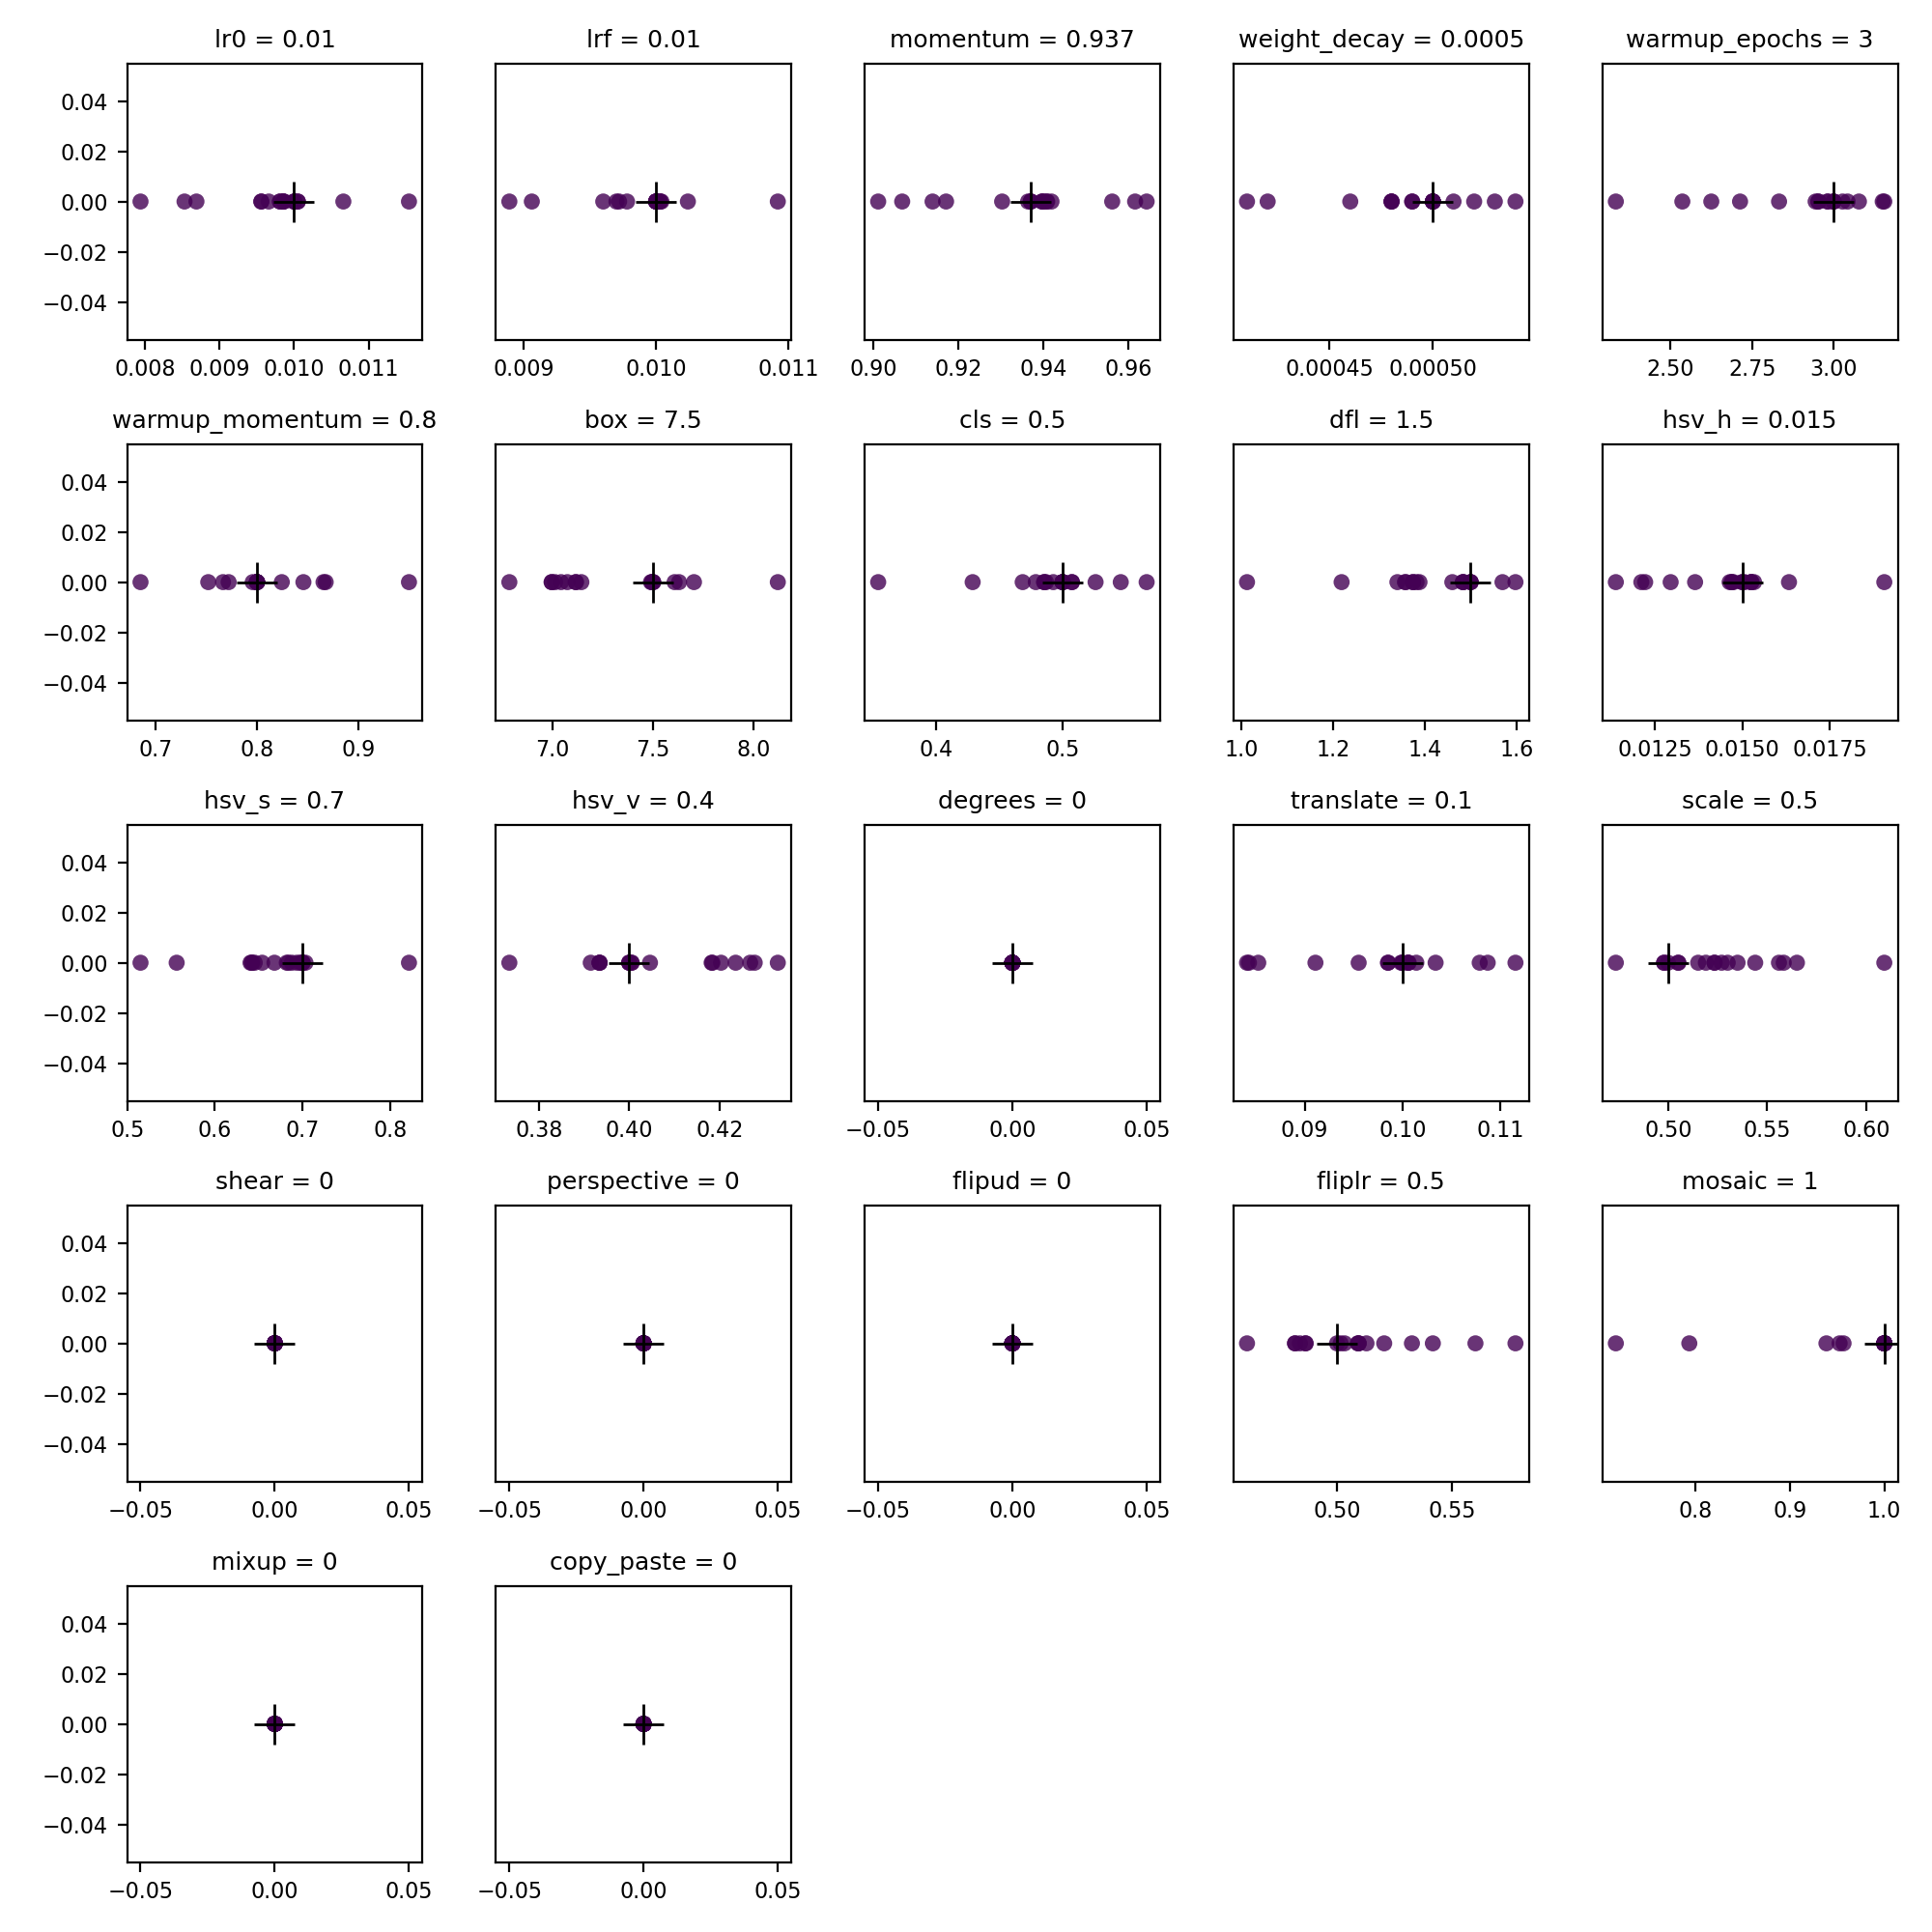 lr0 = 0.01 lrf = 0.01 momentum = 0.937 weight_decay = 0.0005 warmup_epochs = 3
0.04
0.02
0.00
−0.02
−0.04
0.008 0.009 0.010 0.011 0.009 0.010 0.011 0.90 0.92 0.94 0.96 0.00045 0.00050 2.50 2.75 3.00
warmup_momentum = 0.8 box = 7.5 cls = 0.5 dfl = 1.5 hsv_h = 0.015
0.04
0.02
0.00
−0.02
−0.04
0.7 0.8 0.9 7.0 7.5 8.0 0.4 0.5 1.0 1.2 1.4 1.6 0.0125 0.0150 0.0175
hsv_s = 0.7 hsv_v = 0.4 degrees = 0 translate = 0.1 scale = 0.5
0.04
0.02
0.00
−0.02
−0.04
0.5 0.6 0.7 0.8 0.38 0.40 0.42 −0.05 0.00 0.05 0.09 0.10 0.11 0.50 0.55 0.60
shear = 0 perspective = 0 flipud = 0 fliplr = 0.5 mosaic = 1
0.04
0.02
0.00
−0.02
−0.04
−0.05 0.00 0.05 −0.05 0.00 0.05 −0.05 0.00 0.05 0.50 0.55 0.8 0.9 1.0
mixup = 0 copy_paste = 0
0.04
0.02
0.00
−0.02
−0.04
−0.05 0.00 0.05 −0.05 0.00 0.05